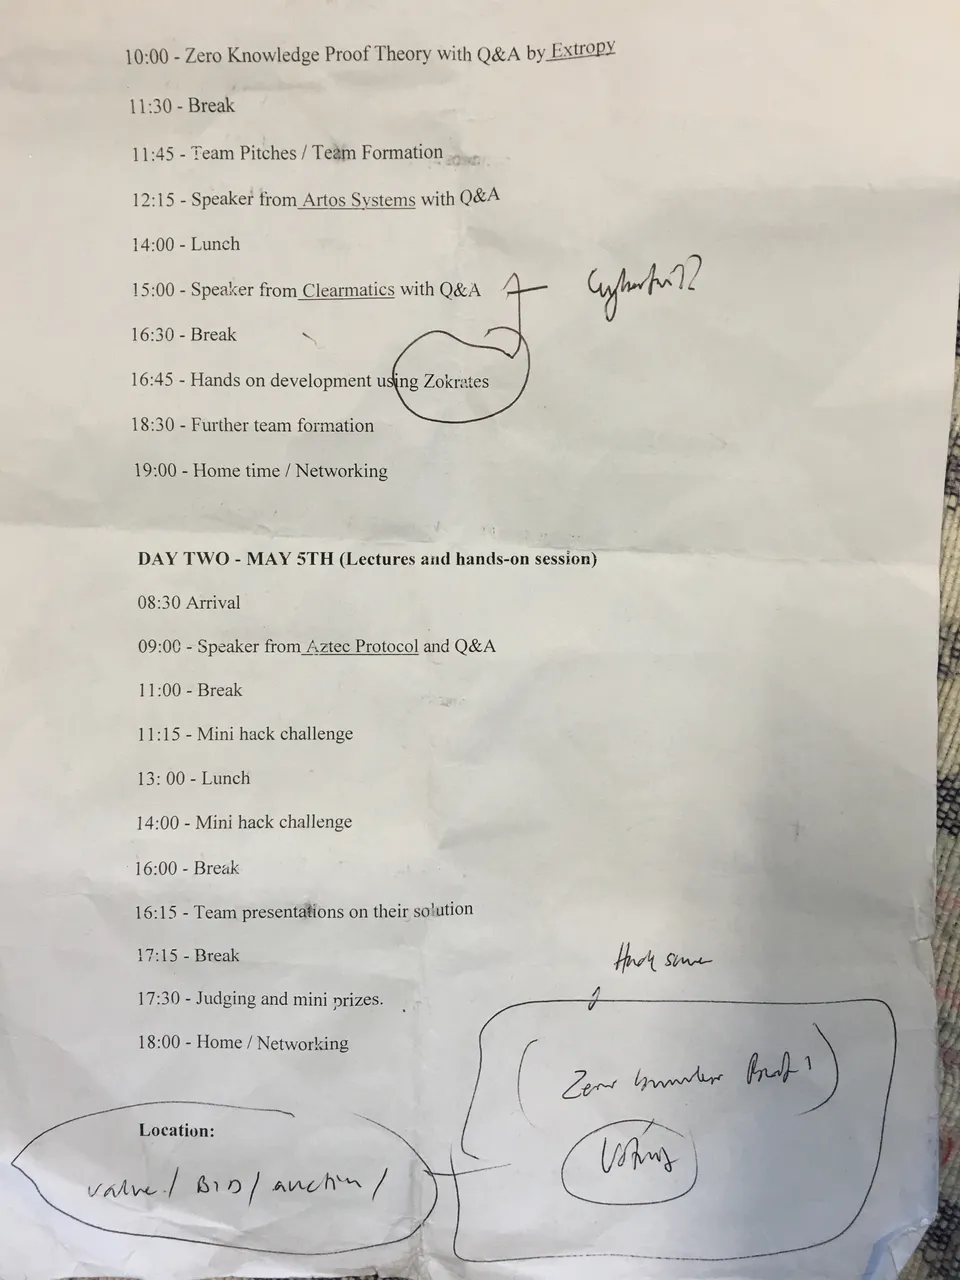 10:00 - Zero Knowledge Proof Theory with Q&A by Extropy
11:30 - Break
11:45 - Team Pitches / Team Formation
12:15 - Speaker from Artos Systems with Q&A
14:00 - Lunch
15:00 - Speaker from Clearmatics with Q&A
16:30 - Break
16:45 - Hands on development using Zokrates
18:30 - Further team formation
19:00 - Home time / Networking
DAY TWO - MAY 5TH (Lectures and hands-on session)
08:30 Arrival
09:00 - Speaker from Aztec Protocol and Q&A
11:00 - Break
11:15 - Mini hack challenge
13: 00 - Lunch
14:00 - Mini hack challenge
16:00 - Break
16:15 - Team presentations on their solution
17:15 - Break
17:30 - Judging and mini prizes.
18:00 - Home / Networking
Zero Proof
Voting
Location:
value / BID / auction /